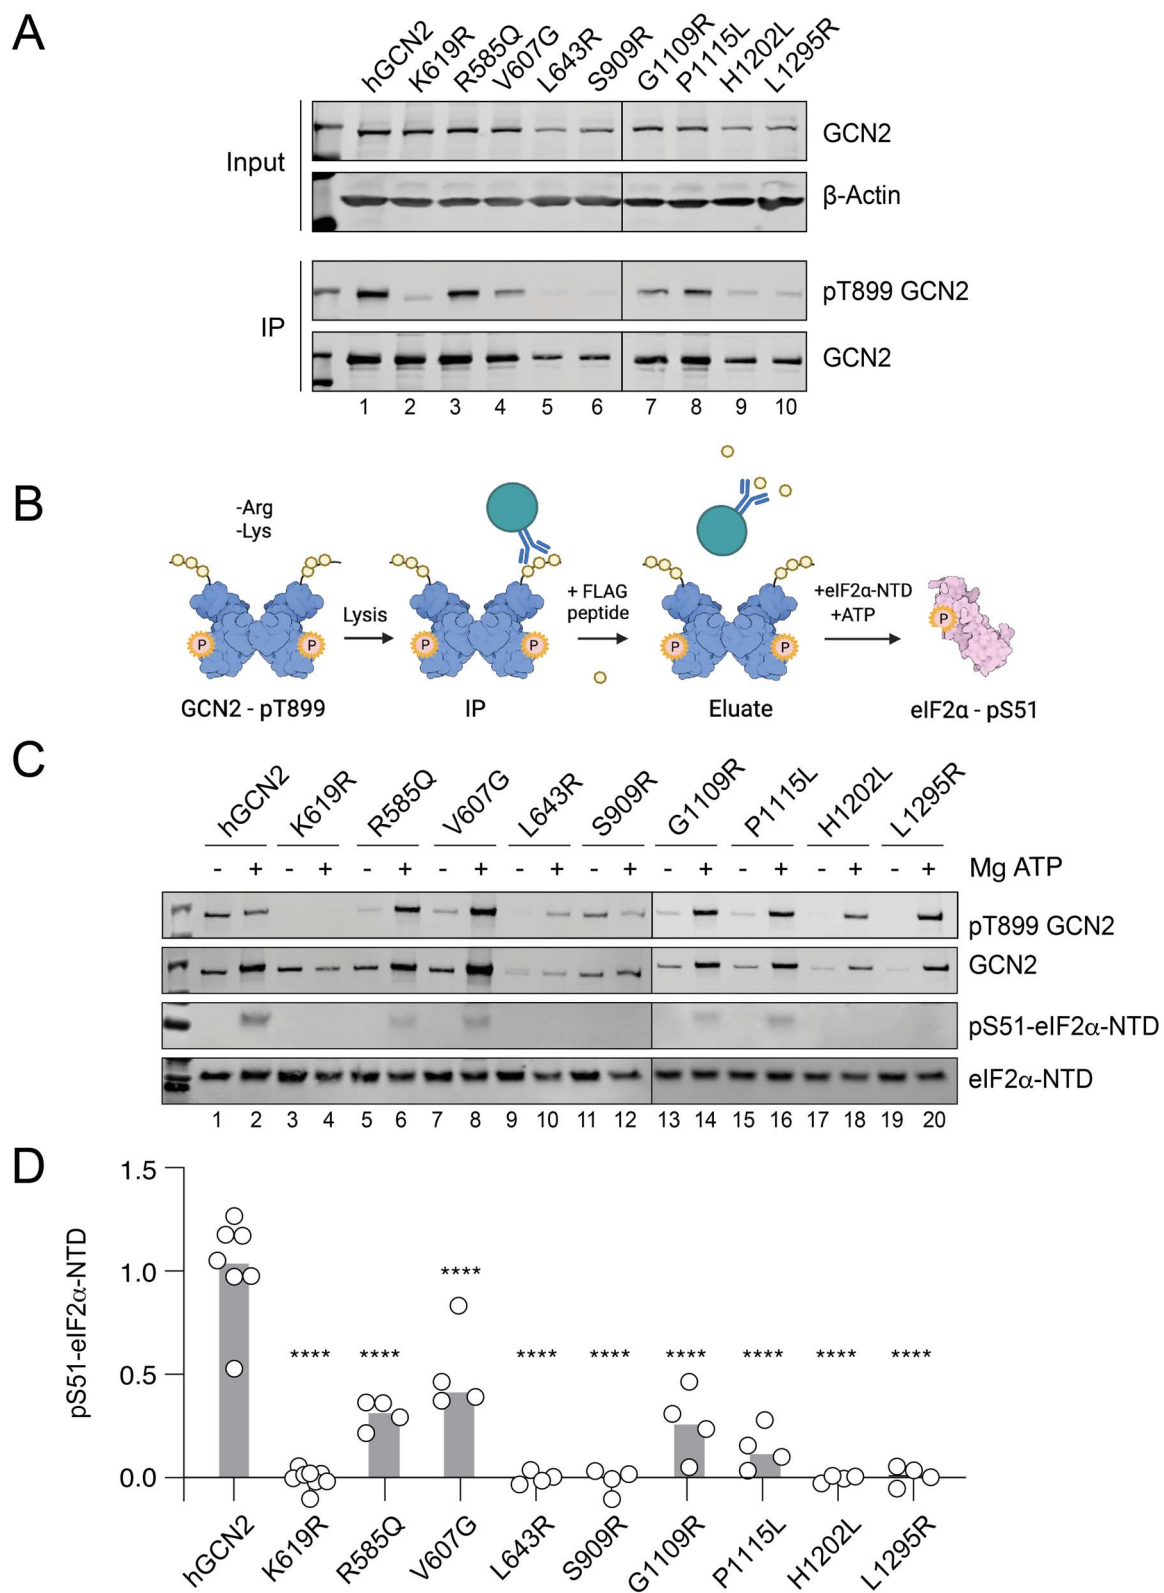 A
hGCN2 K619R R585Q V607G L643R S909R G1109R P1115L H1202L L1295R
Input
GCN2
β-Actin
IP
pT899 GCN2
GCN2
1 2 3 4 5 6 7 8 9 10
B
-Arg
-Lys
Lysis
+ FLAG
peptide
+eIF2α-NTD
+ATP
P P P P P P P
GCN2 - pT899 IP Eluate eIF2α - pS51
C
hGCN2 K619R R585Q V607G L643R S909R G1109R P1115L H1202L L1295R
- + - + - + - + - + - + - + - + - + - + Mg ATP
pT899 GCN2
GCN2
pS51-eIF2α-NTD
eIF2α-NTD
1 2 3 4 5 6 7 8 9 10 11 12 13 14 15 16 17 18 19 20
D
pS51-eIF2α-NTD
1.5
1.0
0.5
0.0
****
**** **** **** **** **** **** **** ****
hGCN2 K619R R585Q V607G L643R S909R G1109R P1115L H1202L L1295R